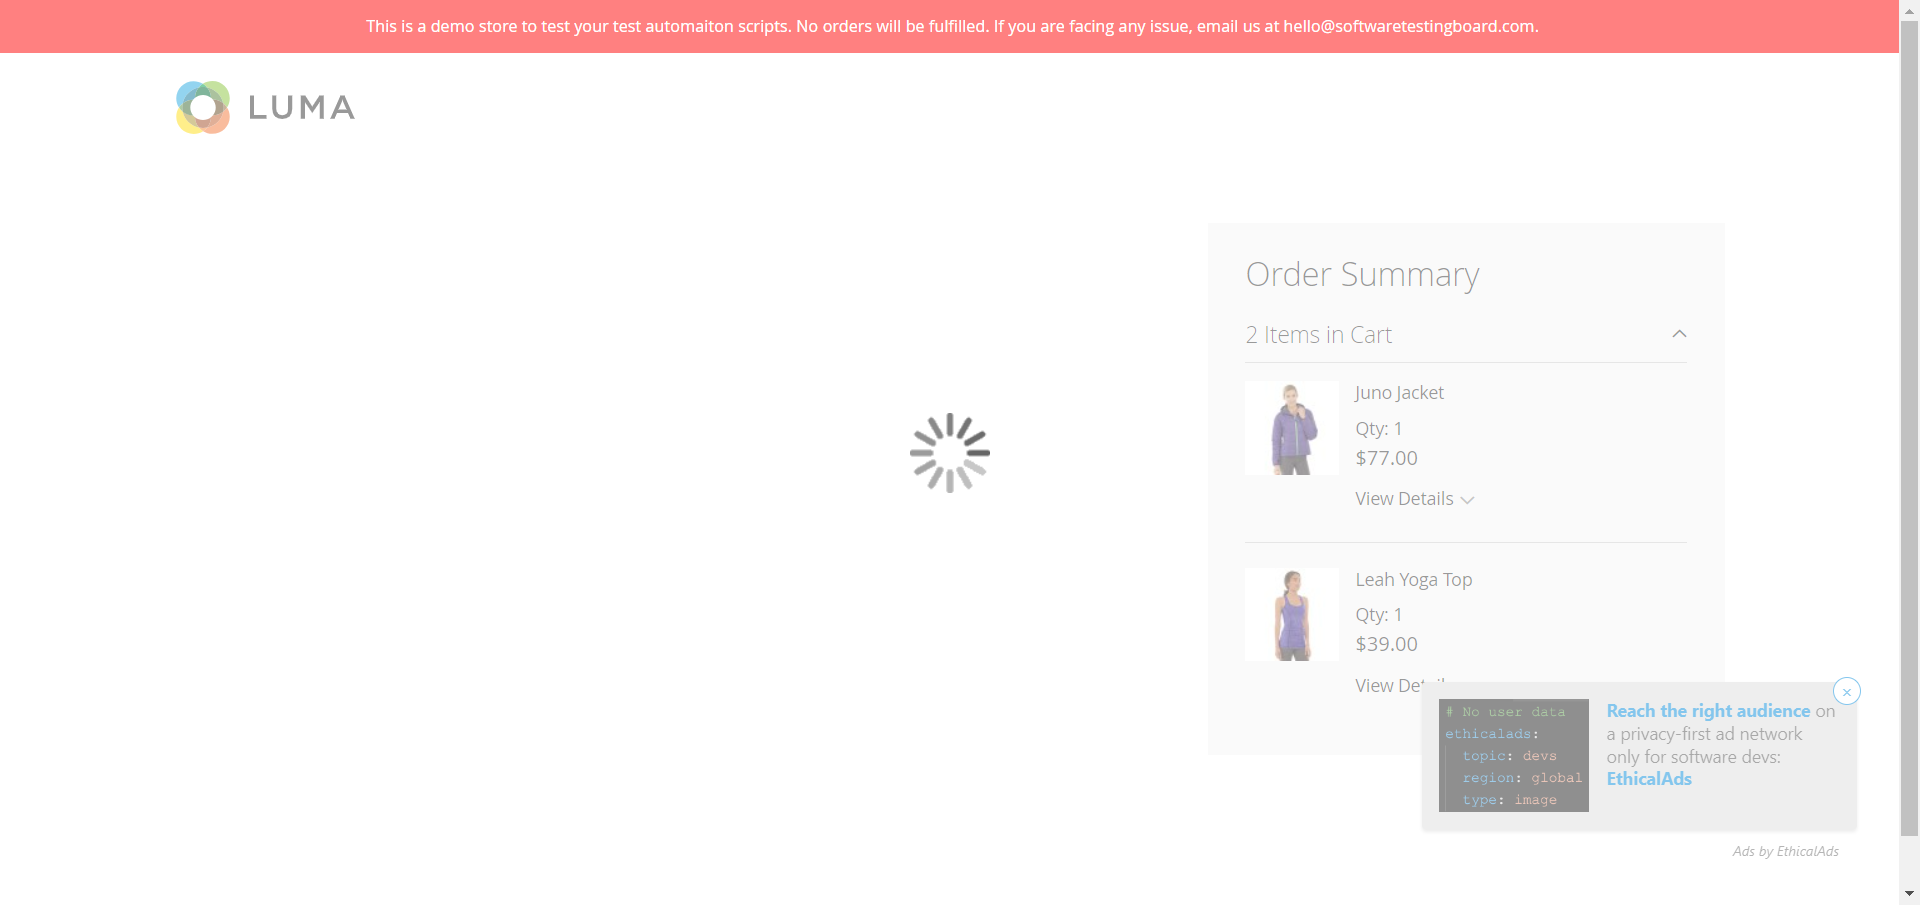 This is a demo store to test your test automaiton scripts. No orders will be fulfilled. If you are facing any issue, email us at hello@softwaretestingboard.com.
LUMA
Order Summary
2 Items in Cart
Juno Jacket
Qty: 1
$77.00
View Details
Leah Yoga Top
Qty: 1
$39.00
View
# No user data
ethicalads:
topic: devs
region: global
type: image
Reach the right audience on
a privacy-first ad network
only for software devs:
EthicalAds
×
Ads by EthicalAds